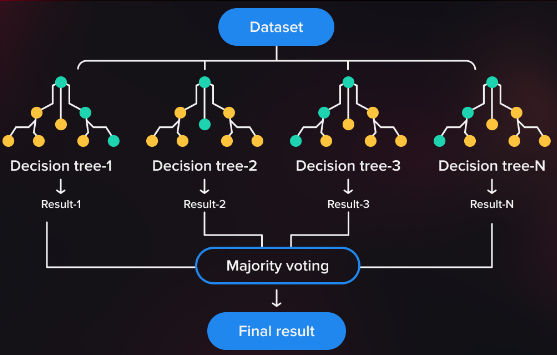 Dataset
Decision tree-1
Decision tree-2
Decision tree-3
Decision tree-N
Result-1
Result-2
Result-3
Result-N
Majority voting
Final result